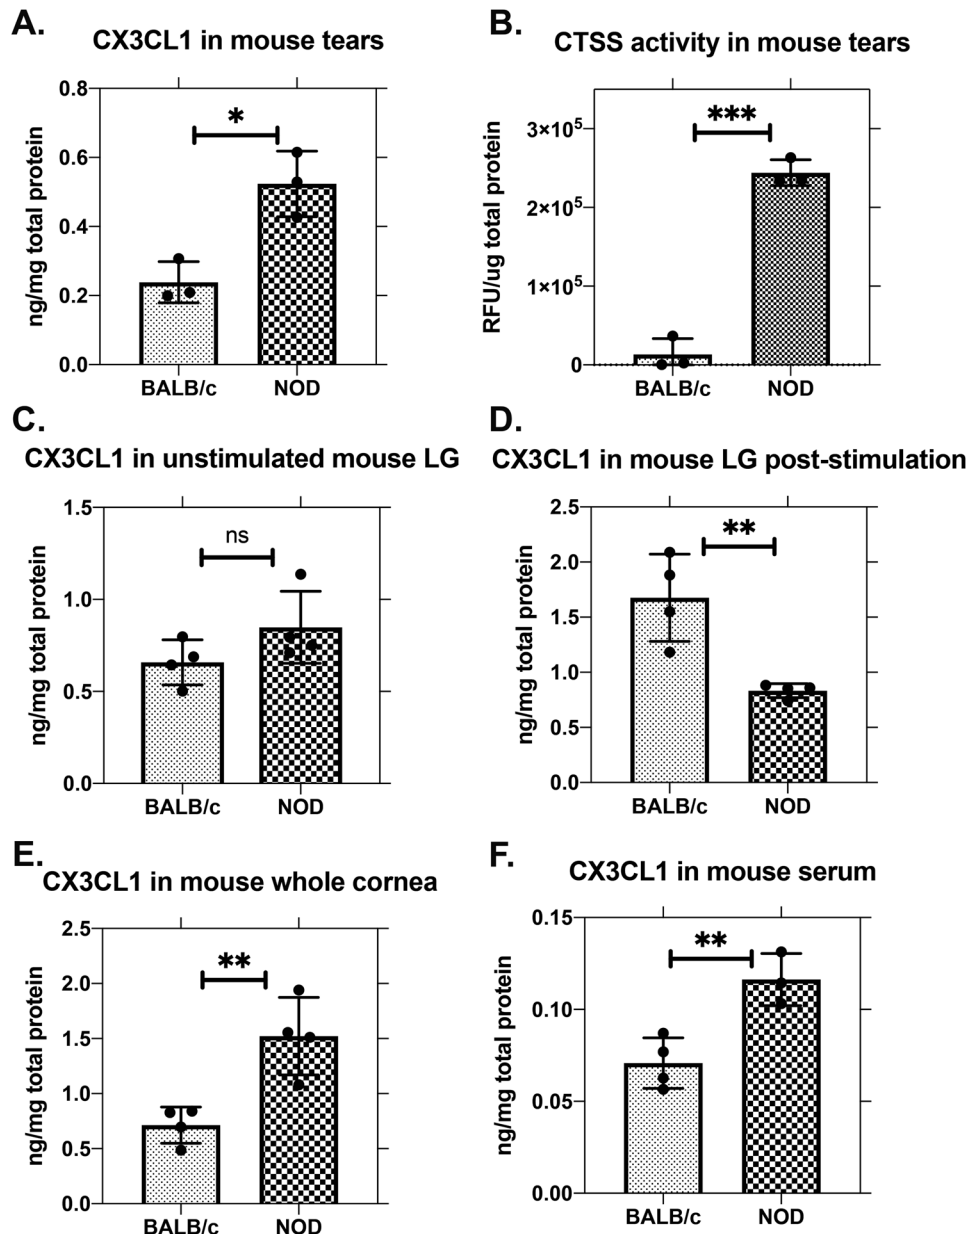 A.
CX3CL1 in mouse tears
ng/mg total protein
0.8
0.6
0.4
0.2
0.0
*
BALB/c
NOD
B.
CTSS activity in mouse tears
RFU/ug total protein
3×10⁵
2×10⁵
1×10⁵
0
***
BALB/c
NOD
C.
CX3CL1 in unstimulated mouse LG
ng/mg total protein
1.5
1.0
0.5
0.0
ns
BALB/c
NOD
D.
CX3CL1 in mouse LG post-stimulation
ng/mg total protein
2.5
2.0
1.5
1.0
0.5
0.0
**
BALB/c
NOD
E.
CX3CL1 in mouse whole cornea
ng/mg total protein
2.5
2.0
1.5
1.0
0.5
0.0
**
BALB/c
NOD
F.
CX3CL1 in mouse serum
ng/mg total protein
0.15
0.10
0.05
0.00
**
BALB/c
NOD